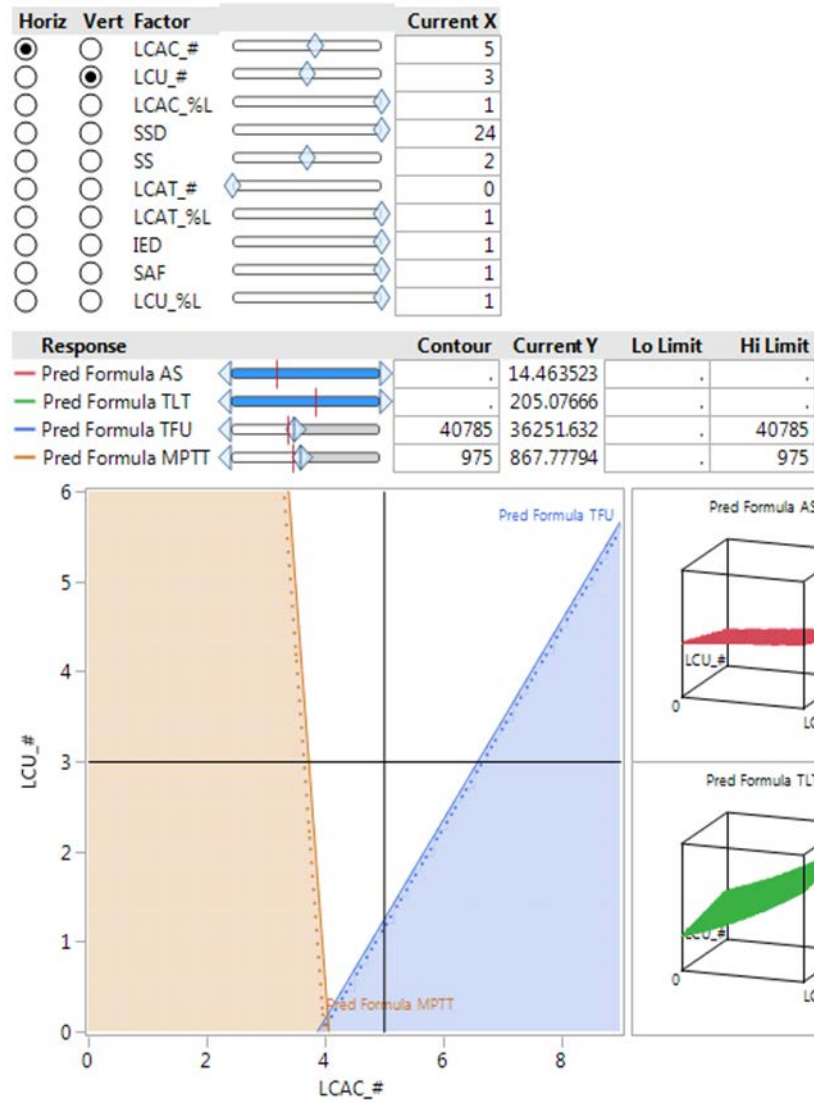 Horiz Vert Factor Current X
LCAC_# 5
LCU_# 3
LCAC_%L 1
SSD 24
SS 2
LCAT_# 0
LCAT_%L 1
IED 1
SAF 1
LCU_%L 1
Response Contour Current Y Lo Limit Hi Limit
Pred Formula AS . 14.463523 . .
Pred Formula TLT . 205.07666 . .
Pred Formula TFU 40785 36251.632 . 40785
Pred Formula MPTT 975 867.77794 . 975
6
5
4
3
2
1
0
LCU_#
Pred Formula TFU
Pred Formula MPTT
0 2 4 6 8
LCAC_#
Pred Formula AS
LCU_#
0
LC
Pred Formula TLT
LCU_#
0
LC